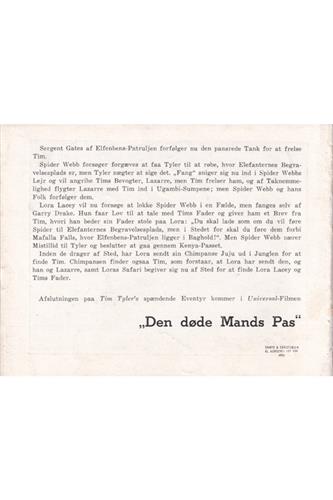 Sergent Gates af Elfenbens-Patruljen forfølger nu den pansrede Tank for at frelse
Tim.
Spider Webb forsøger forgæves at faa Tyler til at røbe, hvor Elefanternes Begra-
velsesplads er, men Tyler nægter at sige det. „Fang“ sniger sig nu ind i Spider Webbs
Lejr og vil angribe Tims Bevogter, Lazarre, men Tim frelser ham, og af Taknemme-
lighed flygter Lazarre med Tim ind i Ugambi-Sumpene; men Spider Webb og hans
Folk forfølger dem.
Lora Lacey vil nu forsøge at lokke Spider Webb i en Fælde, men fanges selv af
Garry Drake. Hun faar Lov til at tale med Tims Fader og giver ham et Brev fra
Tim, hvori denne beder sin Fader stole paa Lora: „Du skal lade som om du vil føre
Spider til Elefanternes Begravelsesplads, men i Stedet for skal du føre dem forbi
Mafalla Falls, hvor Elfenbens-Patruljen ligger i Baghold!“ Men Spider Webb nærer
Mistillid til Tyler og beslutter at gaa gennem Kenya-Passet.
Inden de drager af Sted, har Lora sendt sin Chimpanse Juju ud i Junglen for at
finde Tim. Chimpansen finder ogsaa Tim, som forstaar, at Lora har sendt den, og
han og Lazarre, samt Loras Safari begiver sig nu af Sted for at finde Lora Lacey og
Tims Fader.
Afslutningen paa Tim Tyler's spændende Eventyr kommer i Universal-Filmen
„Den døde Mands Pas“